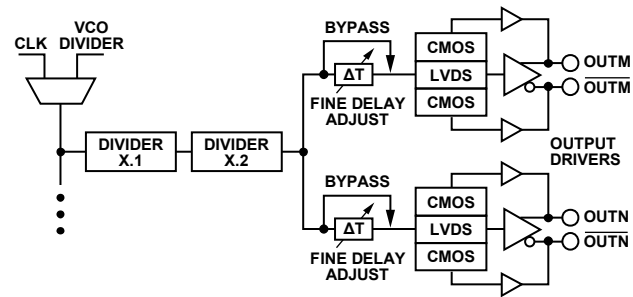 VCO
CLK DIVIDER
DIVIDER
X.1
DIVIDER
X.2
BYPASS
ΔT
FINE DELAY
ADJUST
CMOS
LVDS
CMOS
OUTM
OUTM
OUTPUT
DRIVERS
BYPASS
ΔT
FINE DELAY
ADJUST
CMOS
LVDS
CMOS
OUTN
OUTN